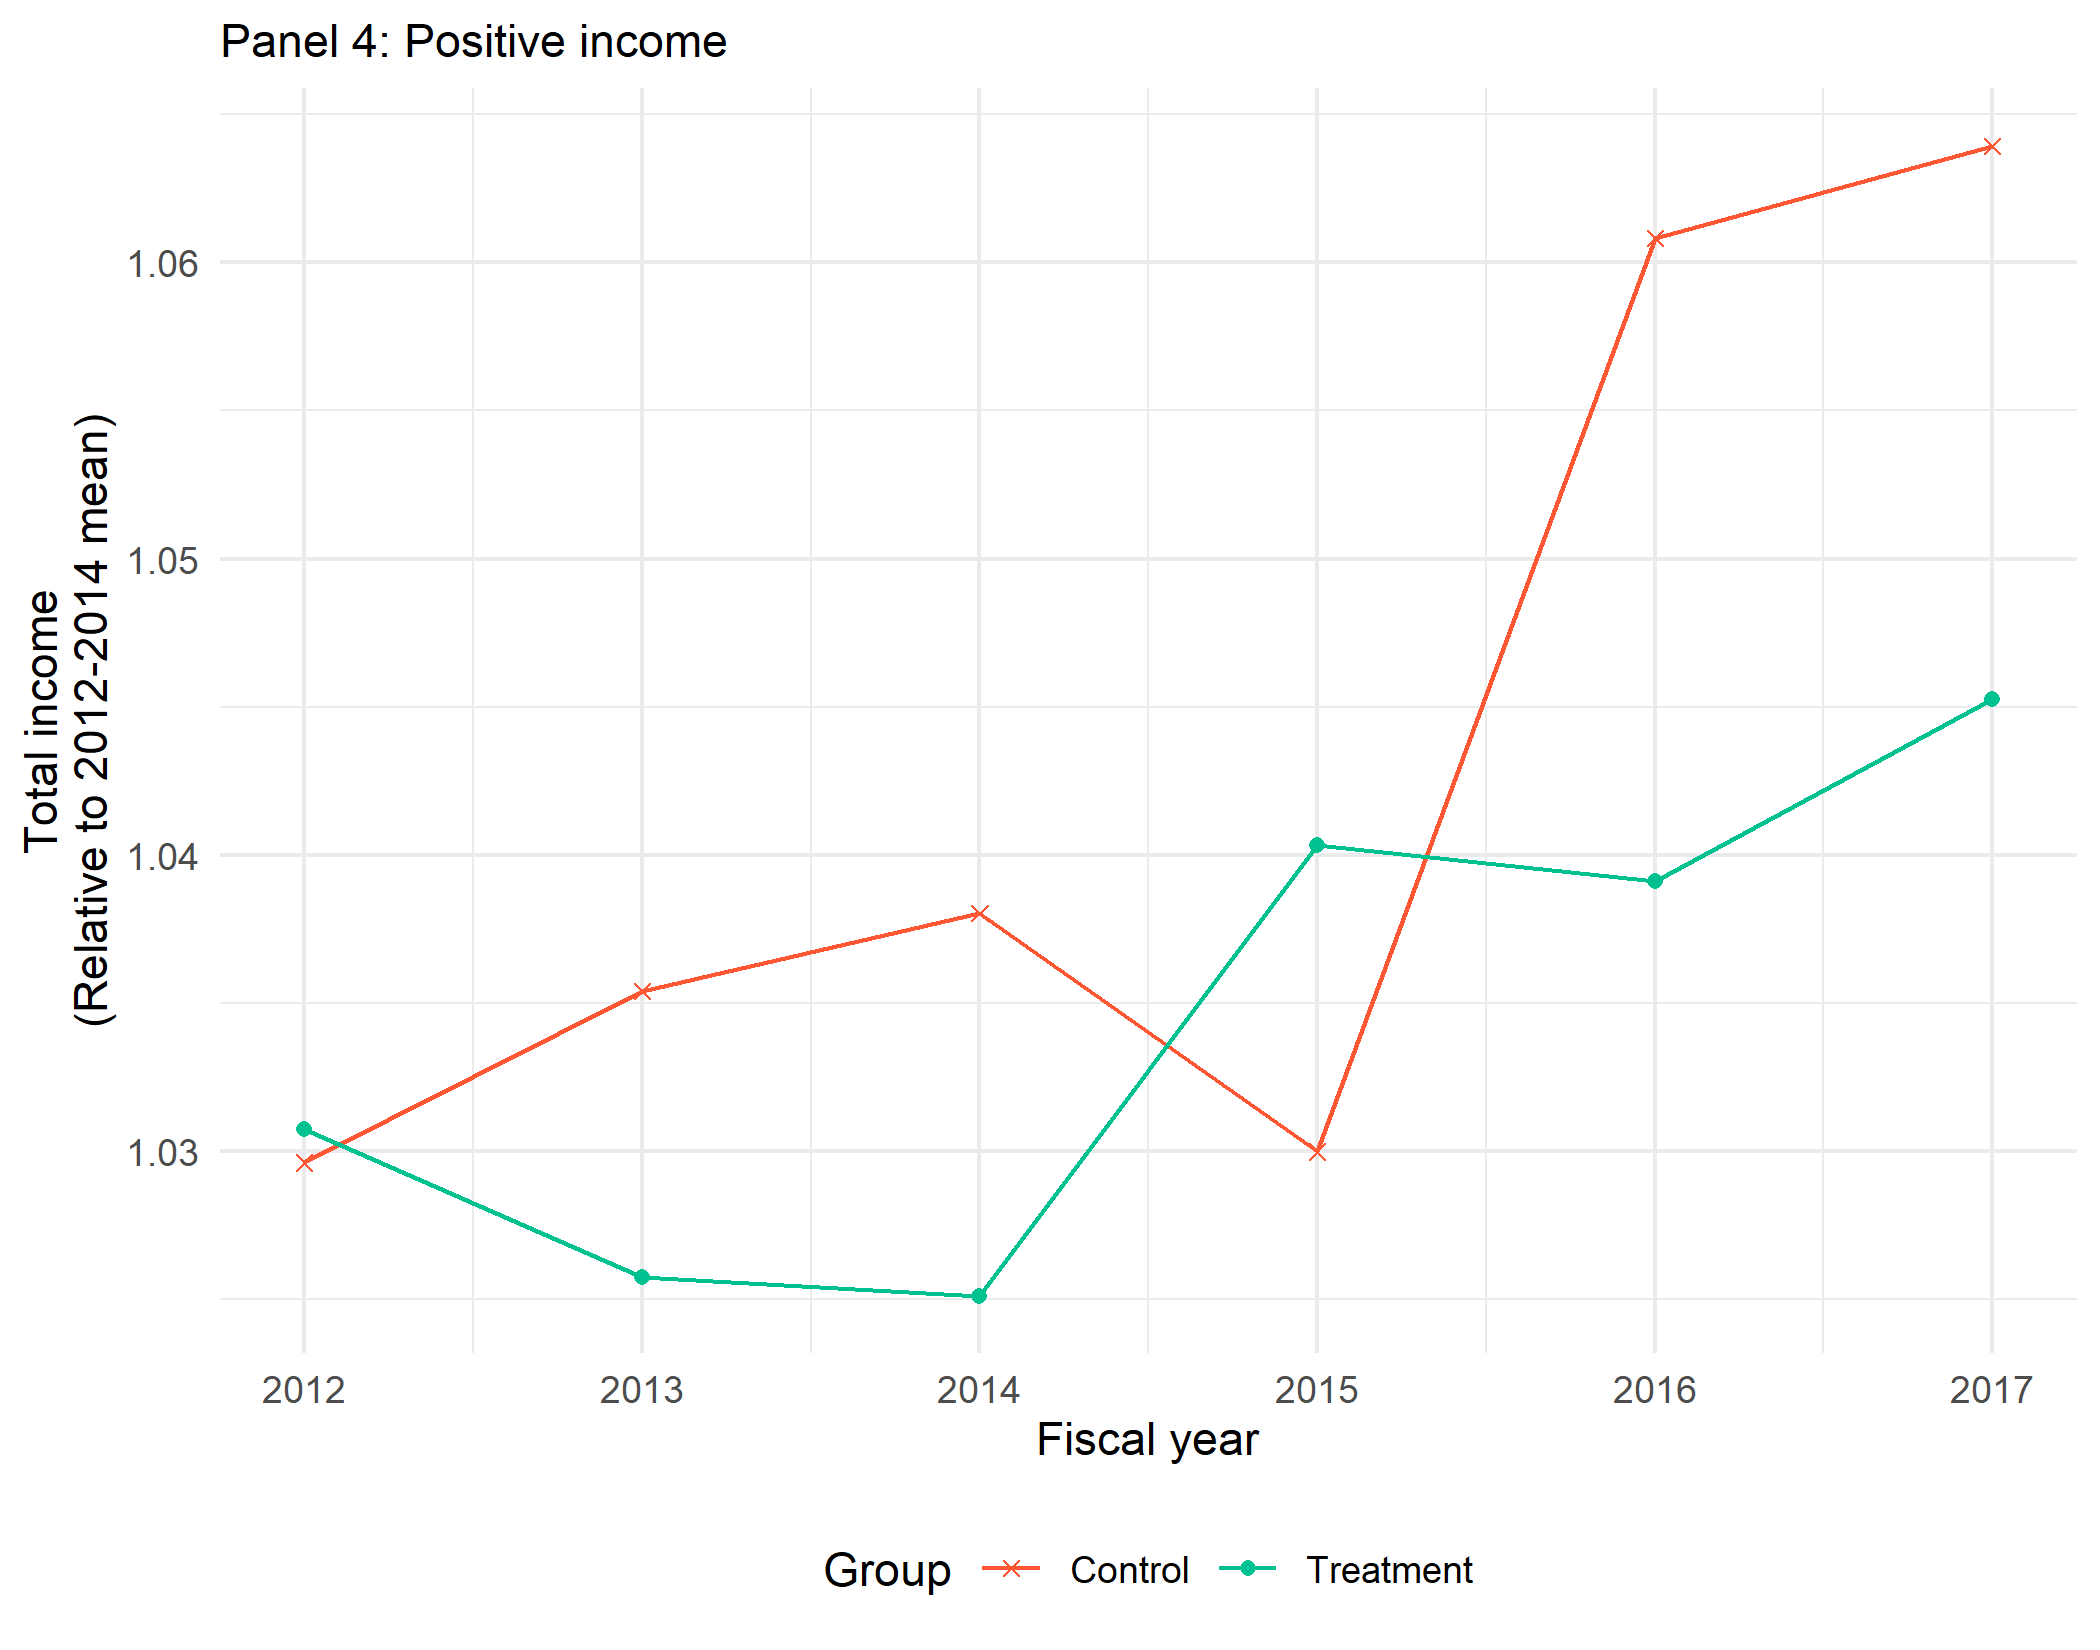 Panel 4: Positive income
Total income
(Relative to 2012-2014 mean)
1.06
1.05
1.04
1.03
2012 2013 2014 2015 2016 2017
Fiscal year
Group Control Treatment